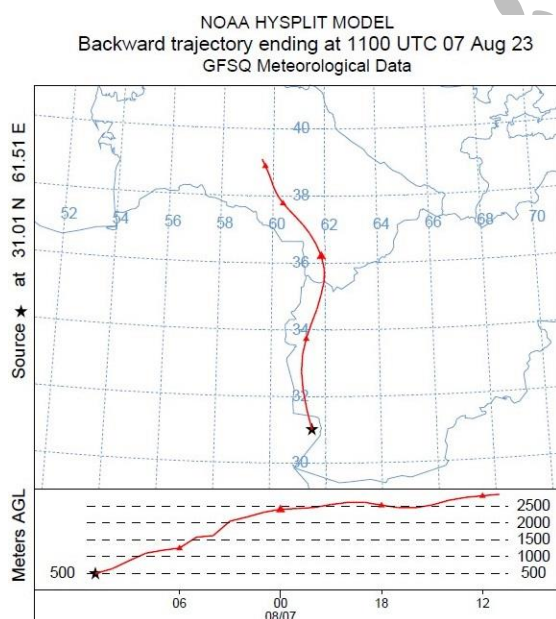 NOAA HYSPLIT MODEL
Backward trajectory ending at 1100 UTC 07 Aug 23
GFSQ Meteorological Data
Source ★ at 31.01 N 61.51 E
40
38
52 54 56 58 60 62 64 66 68 70
36
34
32
30
Meters AGL
500
2500
2000
1500
1000
500
06 00 18 12
08/07